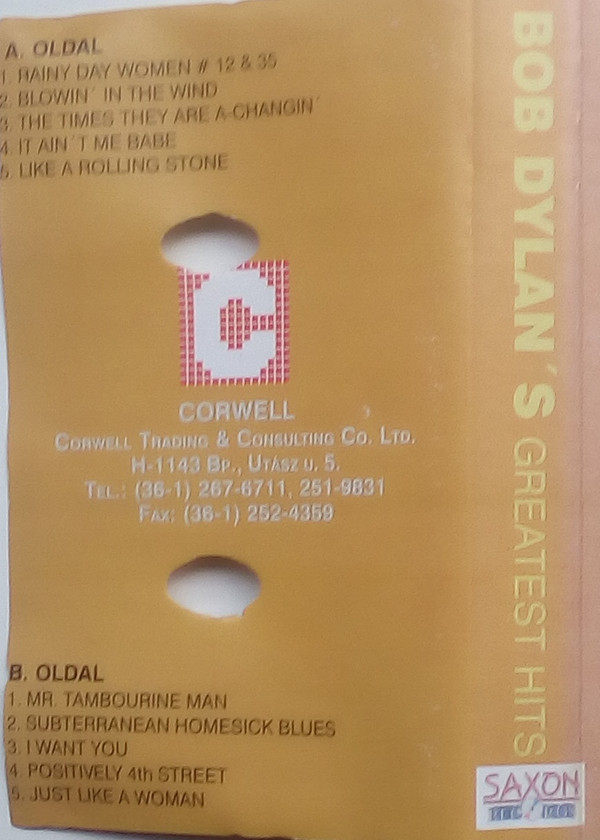 A. OLDAL
1. RAINY DAY WOMEN # 12 & 35
2. BLOWIN´ IN THE WIND
3. THE TIMES THEY ARE A-CHANGIN´
4. IT AIN´T ME BABE
5. LIKE A ROLLING STONE
CORWELL
CORWELL TRADING & CONSULTING CO. LTD.
H-1143 BP., UTÁSZ U. 5.
TEL.: (36-1) 267-6711, 251-9831
FAX: (36-1) 252-4359
B. OLDAL
1. MR. TAMBOURINE MAN
2. SUBTERRANEAN HOMESICK BLUES
3. I WANT YOU
4. POSITIVELY 4th STREET
5. JUST LIKE A WOMAN
BOB DYLAN´S GREATEST HITS
SAXON